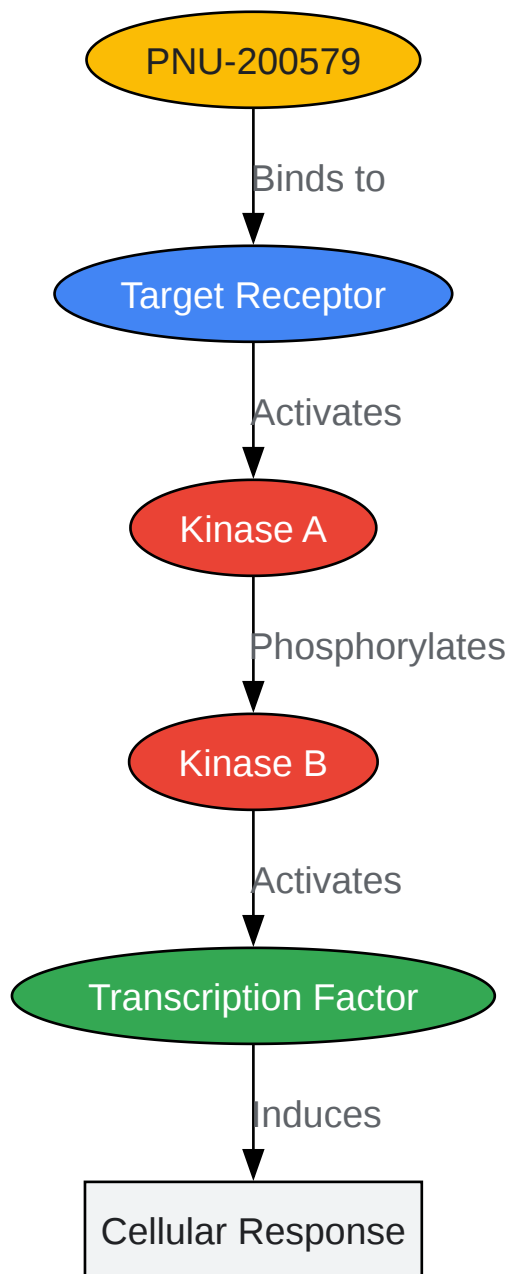 PNU-200579
Binds to
Target Receptor
Activates
Kinase A
Phosphorylates
Kinase B
Activates
Transcription Factor
Induces
Cellular Response